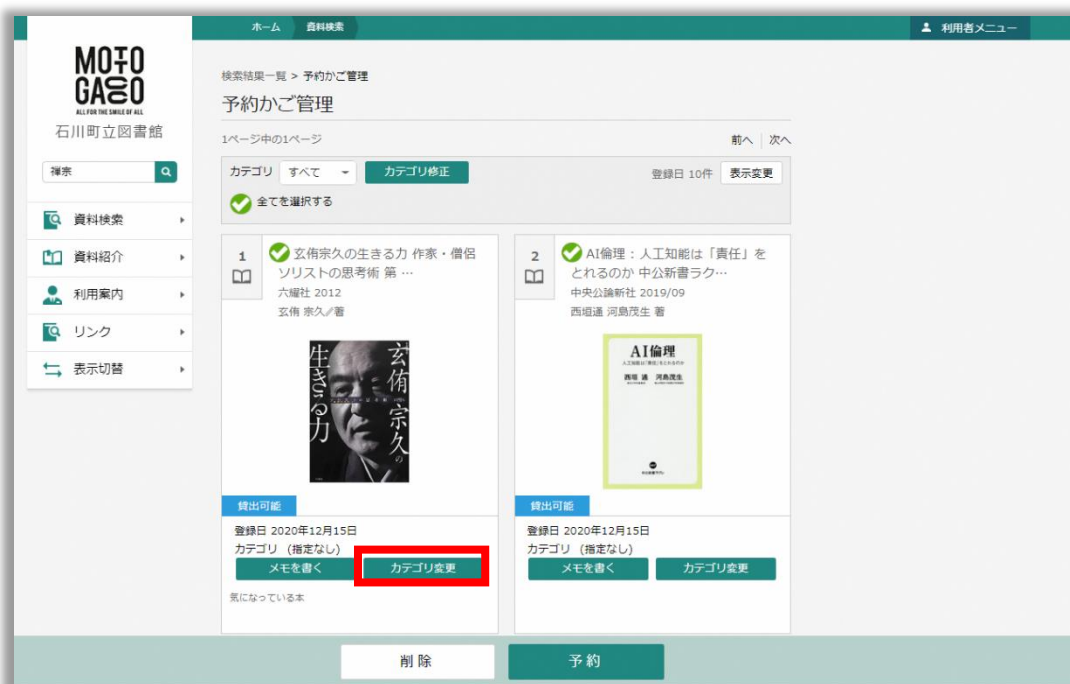 ホーム 資料検索 利用者メニュー
MOTO
GACO
ALL FOR THE SMILE OF ALL
石川町立図書館
禅宗
資料検索
資料紹介
利用案内
リンク
表示切替
検索結果一覧 > 予約かご管理
予約かご管理
1ページ中の1ページ 前へ 次へ
カテゴリ すべて カテゴリ修正 登録日 10件 表示変更
全てを選択する
1 玄侑宗久の生きる力 作家・僧侶
ソリストの思考術 第 …
六耀社 2012
玄侑 宗久∥著
玄侑宗久の
生きる力
貸出可能
登録日 2020年12月15日
カテゴリ (指定なし)
メモを書く カテゴリ変更
気になっている本
2 AI倫理：人工知能は「責任」を
とれるのか 中公新書ラク…
中央公論新社 2019/09
西垣通 河島茂生 著
AI倫理
人工知能は「責任」をとれるのか
西垣 通 河島茂生
貸出可能
登録日 2020年12月15日
カテゴリ (指定なし)
メモを書く カテゴリ変更
削除 予約